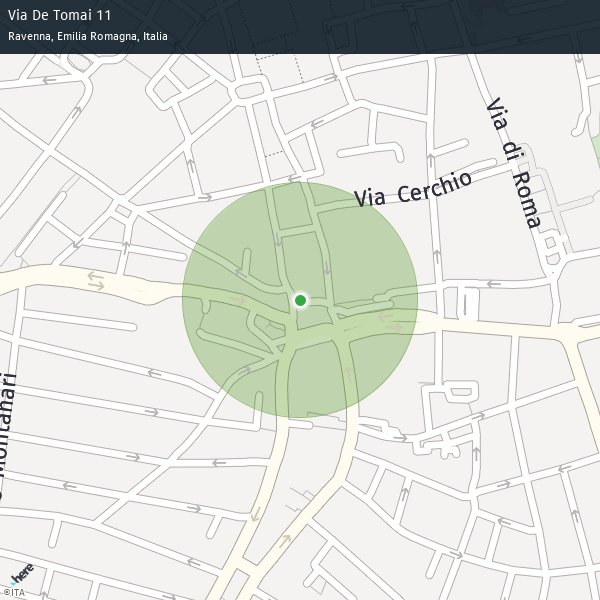 Via De Tomai 11
Ravenna, Emilia Romagna, Italia
Via di Roma
Via Cerchio
Montanari
here
©ITA